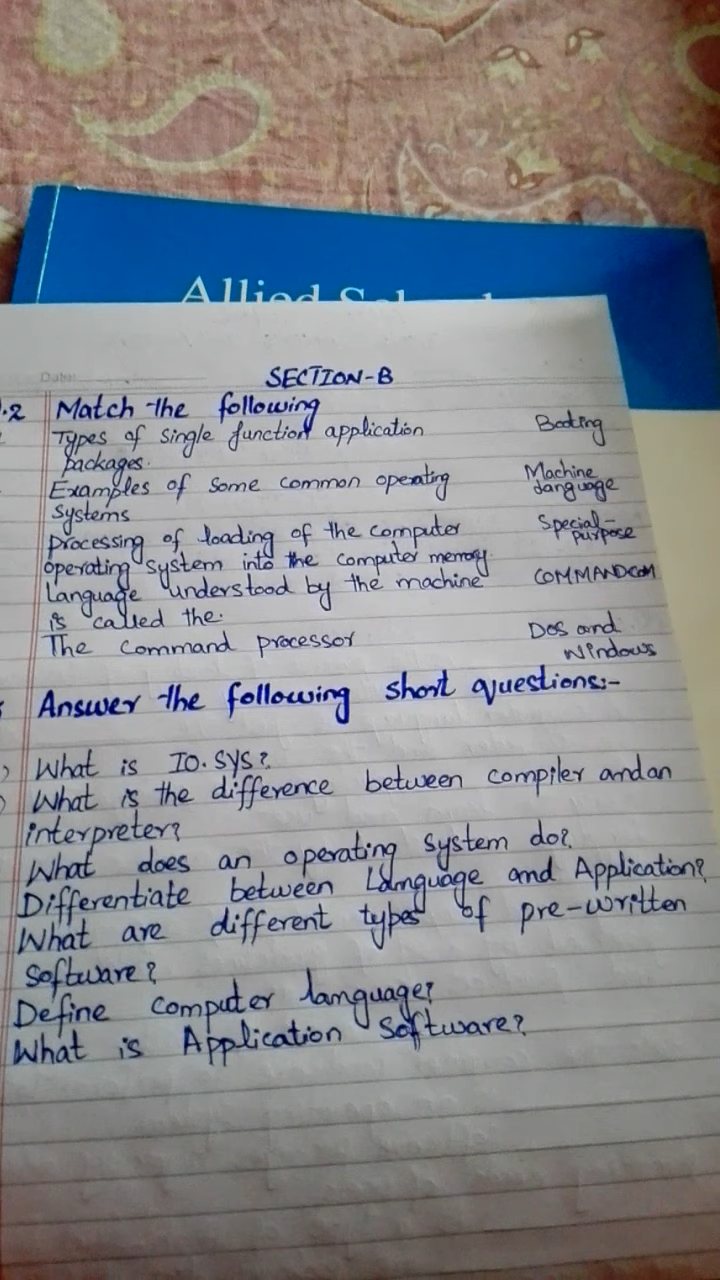 Allied
Date:
SECTION-B
.2 Match the following
Types of single function application Booting
packages.
Examples of some common operating Machine
systems language
processing of loading of the computer Special-
purpose
operating system into the computer memory.
language understood by the machine COMMAND.COM
is called the.
The command processor Dos and
Windows
Answer the following short questions:-
What is IO.SYS?
What is the difference between compiler and an
interpreter?
What does an operating system do?
Differentiate between Language and Application?
What are different types of pre-written
software?
Define computer language?
What is Application software?